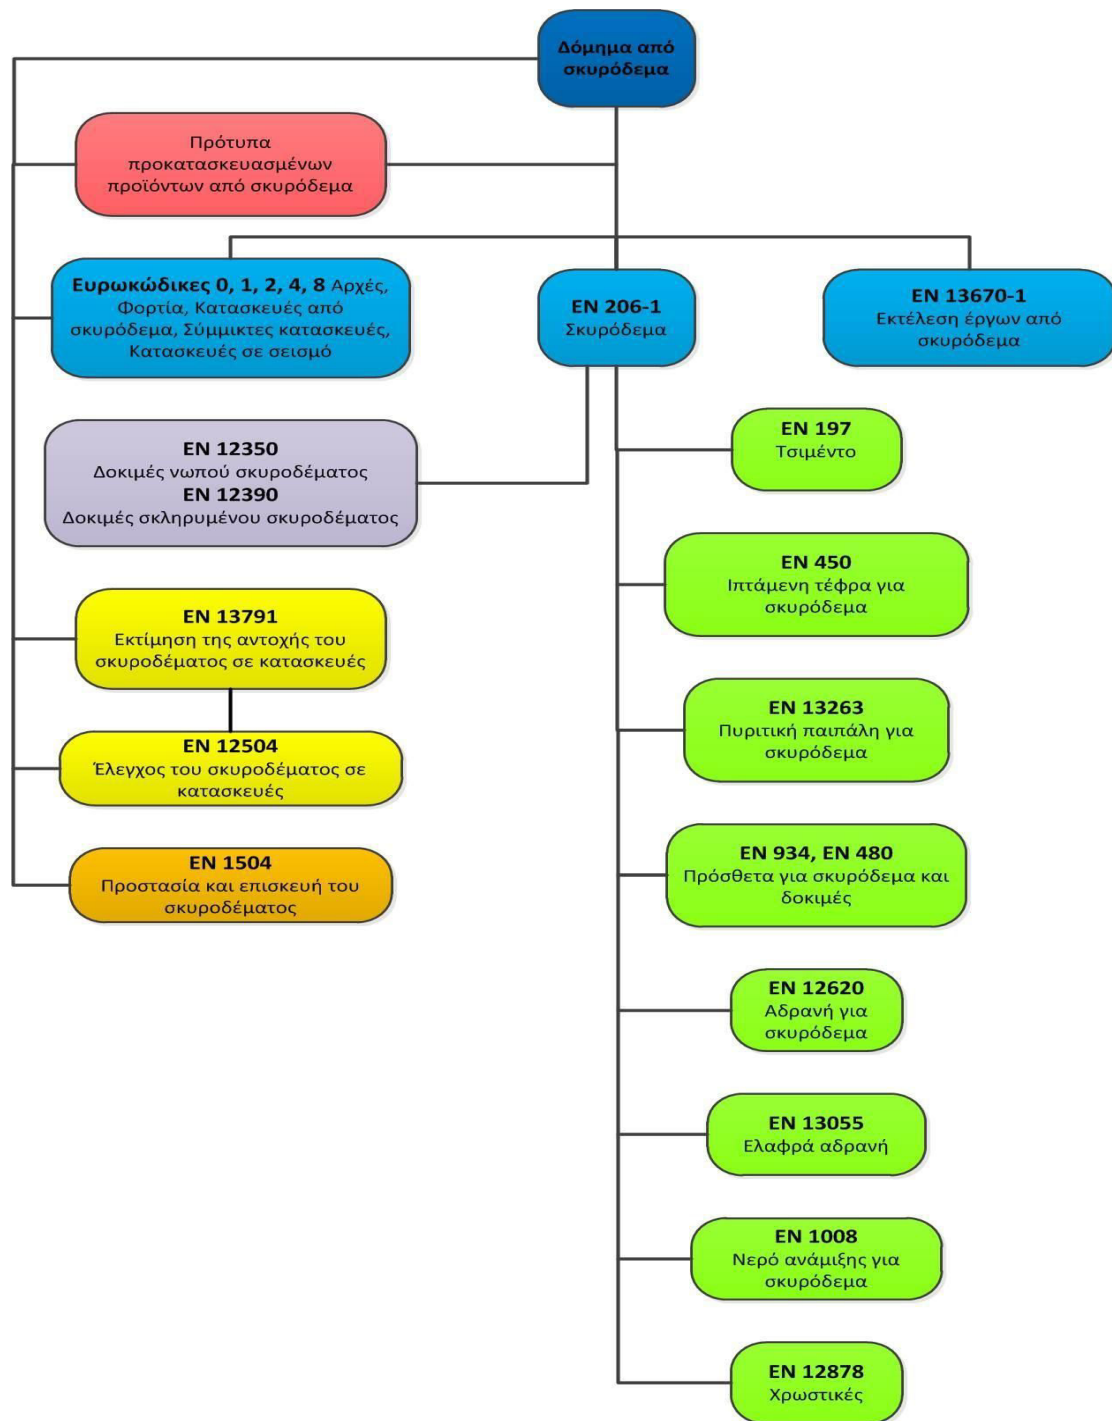 Δόμημα από
σκυρόδεμα
Πρότυπα
προκατασκευασμένων
προϊόντων από σκυρόδεμα
Ευρωκώδικες 0, 1, 2, 4, 8 Αρχές,
Φορτία, Κατασκευές από
σκυρόδεμα, Σύμμικτες κατασκευές,
Κατασκευές σε σεισμό
EN 206-1
Σκυρόδεμα
EN 13670-1
Εκτέλεση έργων από
σκυρόδεμα
EN 12350
Δοκιμές νωπού σκυροδέματος
EN 12390
Δοκιμές σκληρυμένου σκυροδέματος
EN 13791
Εκτίμηση της αντοχής του
σκυροδέματος σε κατασκευές
EN 12504
Έλεγχος του σκυροδέματος σε
κατασκευές
EN 1504
Προστασία και επισκευή του
σκυροδέματος
EN 197
Τσιμέντο
EN 450
Ιπτάμενη τέφρα για
σκυρόδεμα
EN 13263
Πυριτική παιπάλη για
σκυρόδεμα
EN 934, EN 480
Πρόσθετα για σκυρόδεμα και
δοκιμές
EN 12620
Αδρανή για
σκυρόδεμα
EN 13055
Ελαφρά αδρανή
EN 1008
Νερό ανάμιξης για
σκυρόδεμα
EN 12878
Χρωστικές